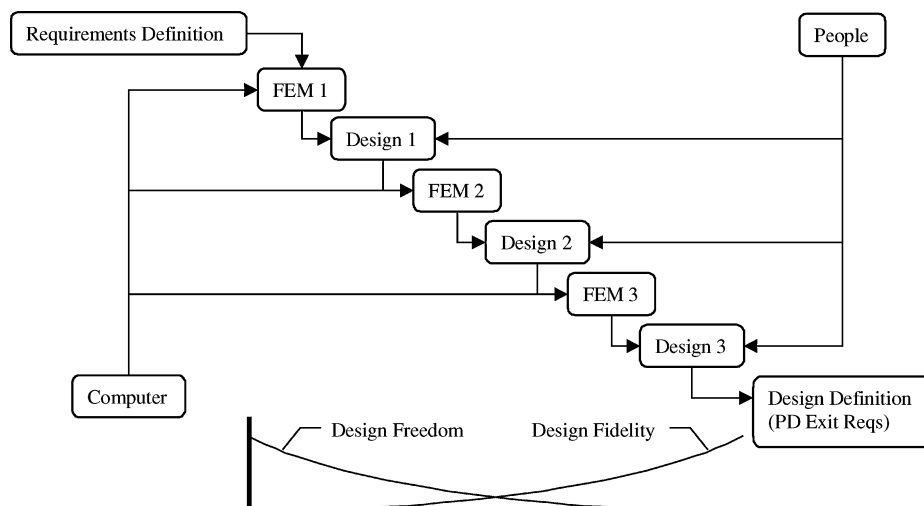 Requirements Definition
People
FEM 1
Design 1
FEM 2
Design 2
FEM 3
Design 3
Computer
Design Definition
(PD Exit Reqs)
Design Freedom
Design Fidelity